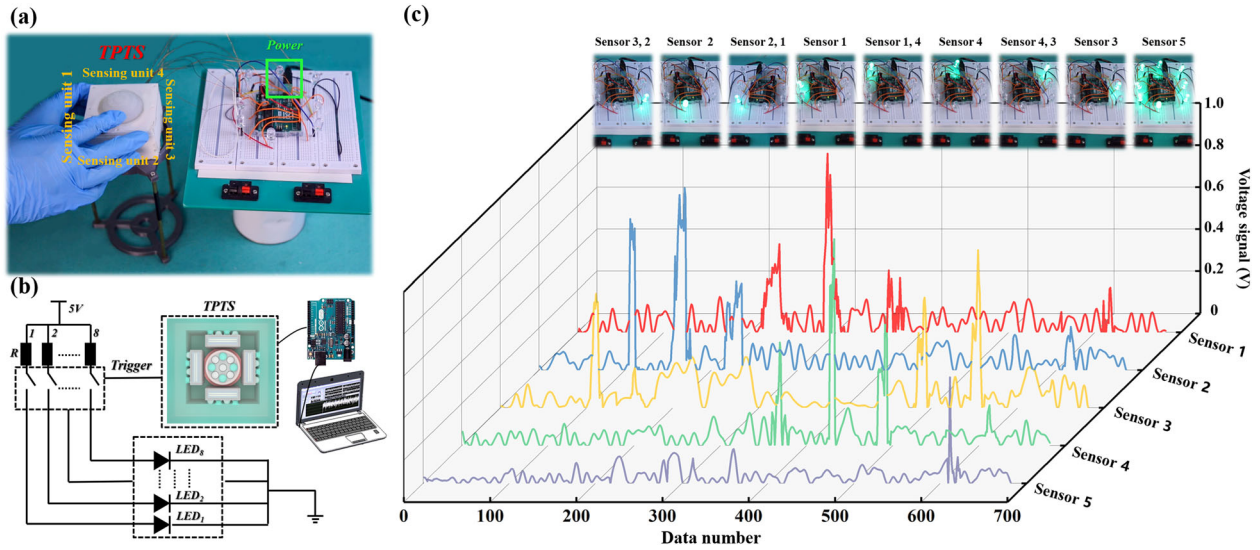 (a)
TPTS
Power
Sensing unit 4
Sensing unit 1
Sensing unit 3
Sensing unit 2
(b)
5V
1 2 8
R
Trigger
TPTS
LED8
LED2
LED1
(c)
Sensor 3, 2
Sensor 2
Sensor 2, 1
Sensor 1
Sensor 1, 4
Sensor 4
Sensor 4, 3
Sensor 3
Sensor 5
1.0
0.8
0.6
0.4
0.2
0
Voltage signal (V)
Sensor 1
Sensor 2
Sensor 3
Sensor 4
Sensor 5
0 100 200 300 400 500 600 700
Data number